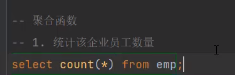 -- 聚合函数
-- 1. 统计该企业员工数量
select count(*) from emp;